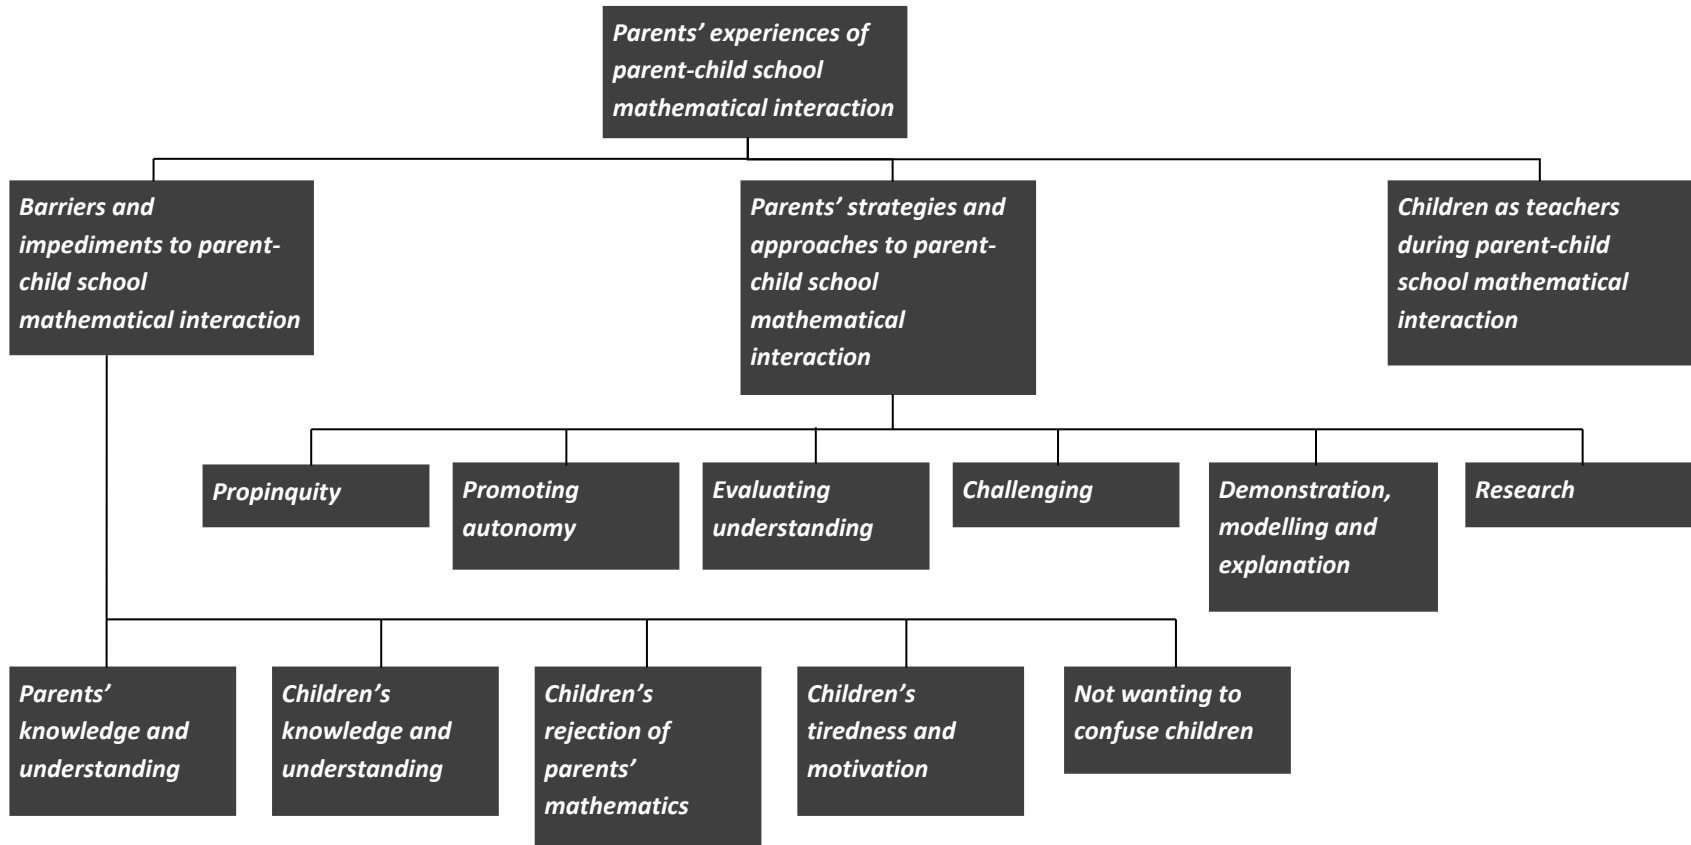 Parents’ experiences of
parent-child school
mathematical interaction
Barriers and
impediments to parent-
child school
mathematical interaction
Parents’ strategies and
approaches to parent-
child school
mathematical
interaction
Children as teachers
during parent-child
school mathematical
interaction
Propinquity
Promoting
autonomy
Evaluating
understanding
Challenging
Demonstration,
modelling and
explanation
Research
Parents’
knowledge and
understanding
Children’s
knowledge and
understanding
Children’s
rejection of
parents’
mathematics
Children’s
tiredness and
motivation
Not wanting to
confuse children